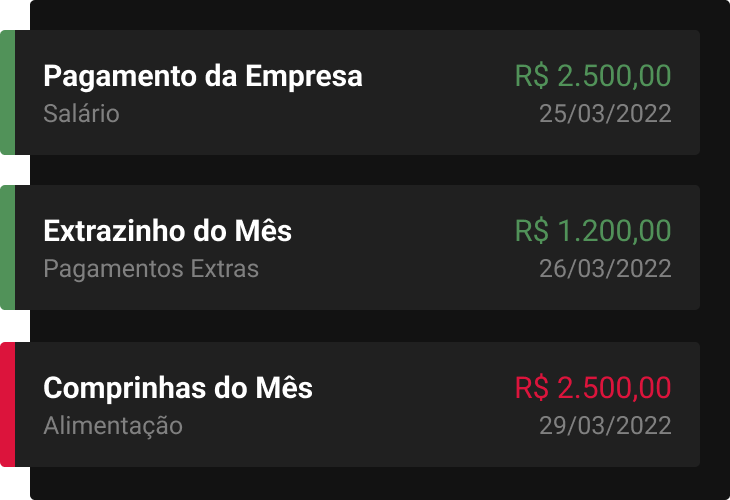 Pagamento da Empresa R$ 2.500,00
Salário 25/03/2022
Extrazinho do Mês R$ 1.200,00
Pagamentos Extras 26/03/2022
Comprinhas do Mês R$ 2.500,00
Alimentação 29/03/2022